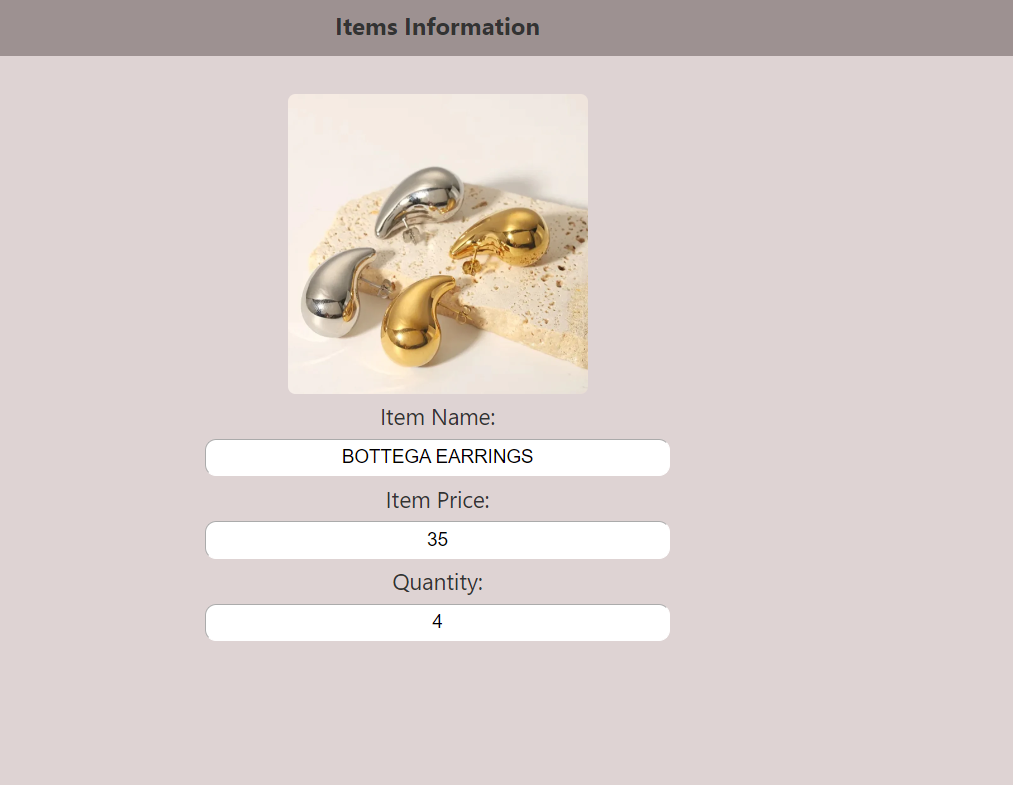 Items Information
Item Name:
BOTTEGA EARRINGS
Item Price:
35
Quantity:
4